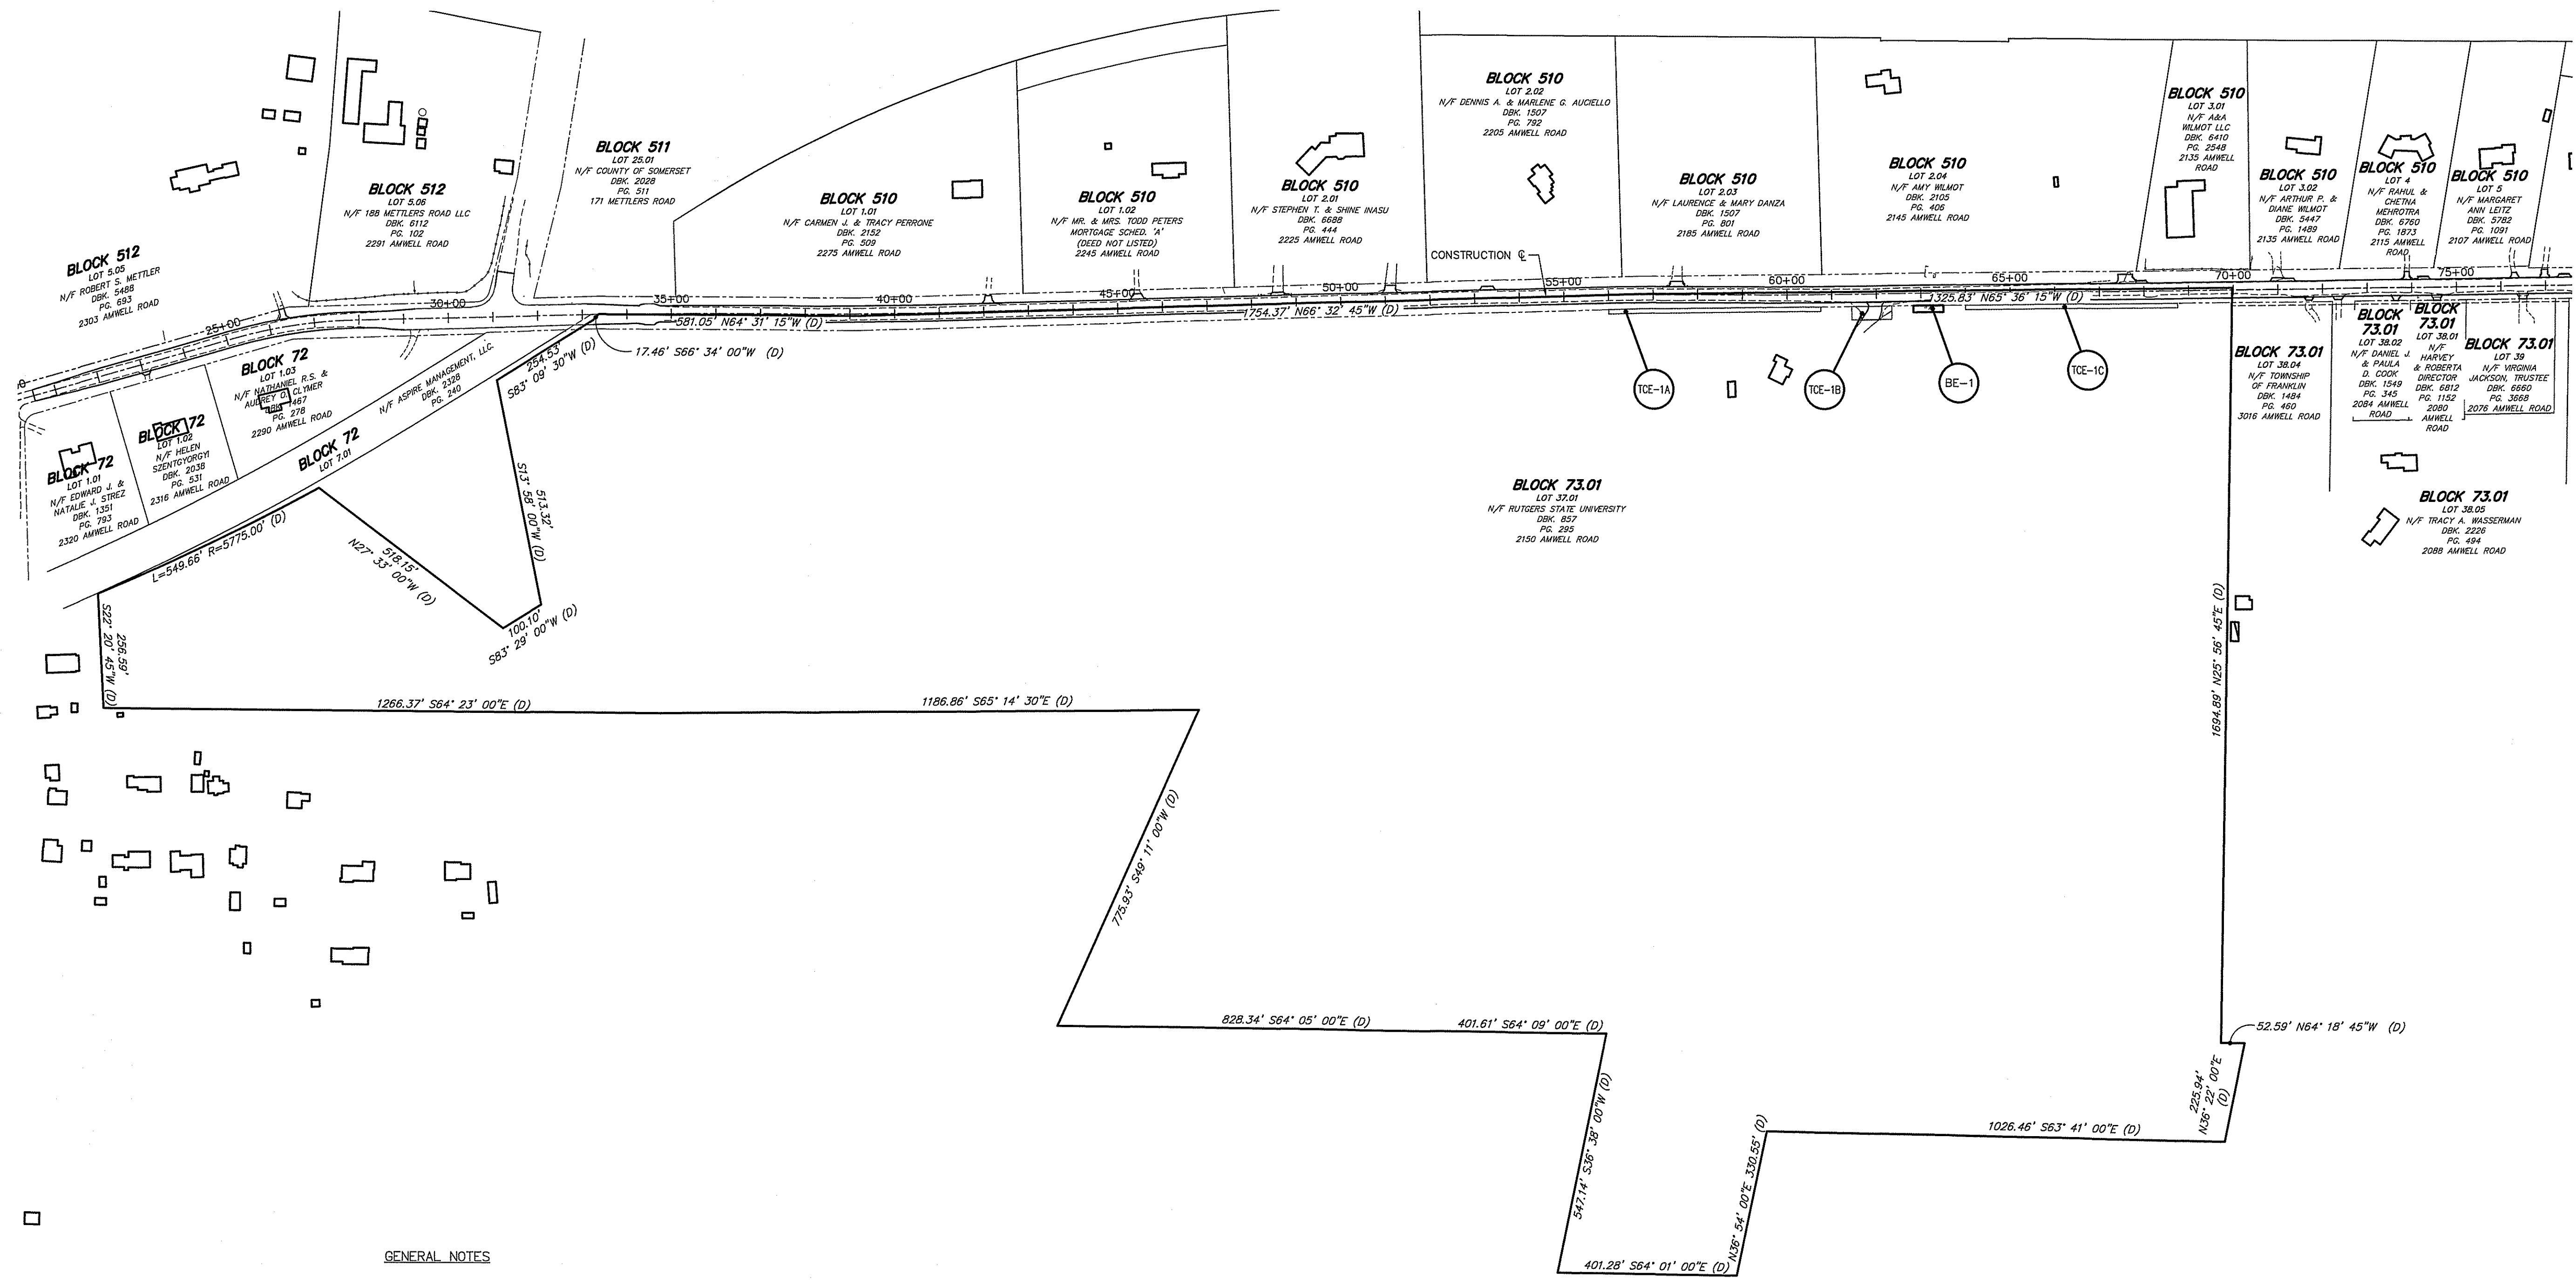 BLOCK 512
LOT 5.05
N/F ROBERT S. METTLER
DBK. 5488
PG. 693
2303 AMWELL ROAD
BLOCK 512
LOT 5.06
N/F 188 METTLERS ROAD LLC
DBK. 6112
PG. 102
2291 AMWELL ROAD
BLOCK 511
LOT 25.01
N/F COUNTY OF SOMERSET
DBK. 2028
PG. 511
171 METTLERS ROAD
BLOCK 510
LOT 1.01
N/F CARMEN J. & TRACY PERRONE
DBK. 2152
PG. 509
2275 AMWELL ROAD
BLOCK 510
LOT 1.02
N/F MR. & MRS. TODD PETERS
MORTGAGE SCHED. 'A'
(DEED NOT LISTED)
2245 AMWELL ROAD
BLOCK 510
LOT 2.01
N/F STEPHEN T. & SHINE INASU
DBK. 6688
PG. 444
2225 AMWELL ROAD
BLOCK 510
LOT 2.02
N/F DENNIS A. & MARLENE G. AUCIELLO
DBK. 1507
PG. 792
2205 AMWELL ROAD
BLOCK 510
LOT 2.03
N/F LAURENCE & MARY DANZA
DBK. 1507
PG. 801
2185 AMWELL ROAD
BLOCK 510
LOT 2.04
N/F AMY WILMOT
DBK. 2105
PG. 406
2145 AMWELL ROAD
BLOCK 510
LOT 3.01
N/F A&A
WILMOT LLC
DBK. 6410
PG. 2548
2135 AMWELL
ROAD
BLOCK 510
LOT 3.02
N/F ARTHUR P. &
DIANE WILMOT
DBK. 5447
PG. 1489
2135 AMWELL ROAD
BLOCK 510
LOT 4
N/F RAHUL &
CHETNA
MEHROTRA
DBK. 6760
PG. 1873
2115 AMWELL
ROAD
BLOCK 510
LOT 5
N/F MARGARET
ANN LEITZ
DBK. 5782
PG. 1091
2107 AMWELL ROAD
CONSTRUCTION ℄
0
25+00
30+00
35+00
40+00
45+00
50+00
55+00
60+00
65+00
70+00
75+00
581.05' N64° 31' 15"W (D)
1754.37' N66° 32' 45"W (D)
1325.83' N65° 36' 15"W (D)
17.46' S66° 34' 00"W (D)
254.53'
S83° 09' 30"W (D)
TCE-1A
TCE-1B
BE-1
TCE-1C
BLOCK 72
LOT 1.01
N/F EDWARD J. &
NATALIE J. STREZ
DBK. 1351
PG. 793
2320 AMWELL ROAD
BLOCK 72
LOT 1.02
N/F HELEN
SZENTGYORGYI
DBK. 2038
PG. 531
2316 AMWELL ROAD
BLOCK 72
LOT 1.03
N/F NATHANIEL R.S. &
AUDREY O. CLYMER
DBK. 1467
PG. 278
2290 AMWELL ROAD
N/F ASPIRE MANAGEMENT, LLC.
DBK. 2328
PG. 240
BLOCK 72
LOT 7.01
BLOCK 73.01
LOT 38.04
N/F TOWNSHIP
OF FRANKLIN
DBK. 1484
PG. 460
3016 AMWELL ROAD
BLOCK
73.01
LOT 38.02
N/F DANIEL J.
& PAULA
D. COOK
DBK. 1549
PG. 345
2084 AMWELL
ROAD
BLOCK
73.01
LOT 38.01
N/F
HARVEY
& ROBERTA
DIRECTOR
DBK. 6812
PG. 1152
2080
AMWELL
ROAD
BLOCK 73.01
LOT 39
N/F VIRGINIA
JACKSON, TRUSTEE
DBK. 6660
PG. 3668
2076 AMWELL ROAD
BLOCK 73.01
LOT 37.01
N/F RUTGERS STATE UNIVERSITY
DBK. 857
PG. 295
2150 AMWELL ROAD
BLOCK 73.01
LOT 38.05
N/F TRACY A. WASSERMAN
DBK. 2226
PG. 494
2088 AMWELL ROAD
L=549.66' R=5775.00' (D)
518.15'
N27° 33' 00"W (D)
513.32'
S13° 58' 00"W (D)
100.10'
S83° 29' 00"W (D)
256.59'
S22° 20' 45"W (D)
1266.37' S64° 23' 00"E (D)
1186.86' S65° 14' 30"E (D)
1694.89' N25° 56' 45"E (D)
775.93' S49° 11' 00"W (D)
828.34' S64° 05' 00"E (D)
401.61' S64° 09' 00"E (D)
52.59' N64° 18' 45"W (D)
225.94'
N36° 22' 00"E
(D)
547.14' S36° 38' 00"W (D)
N36° 54' 00"E 330.55' (D)
1026.46' S63° 41' 00"E (D)
401.28' S64° 01' 00"E (D)
GENERAL NOTES